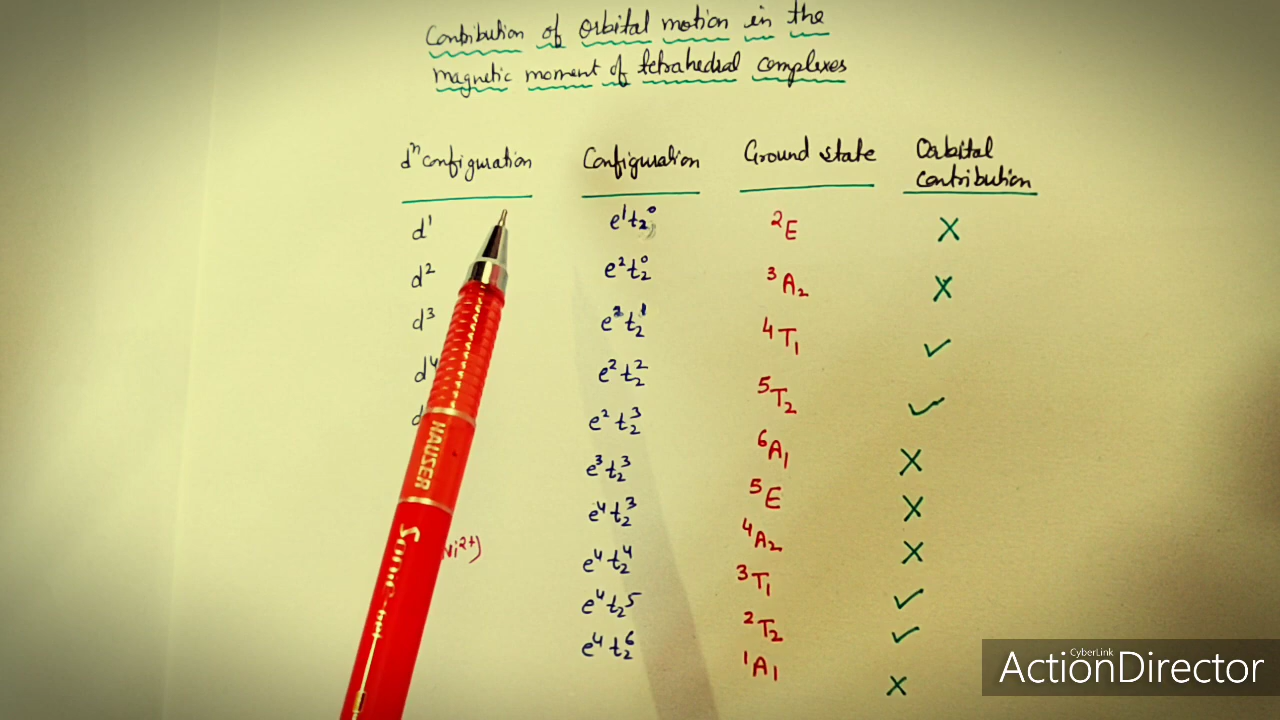 Contribution of orbital motion in the
magnetic moment of tetrahedral complexes
dⁿ configuration Configuration Ground state Orbital contribution
d¹ e¹t₂⁰ ²E X
d² e²t₂⁰ ³A₂ X
d³ e²t₂¹ ⁴T₁ ✓
d⁴ e²t₂² ⁵T₂ ✓
d e²t₂³ ⁶A₁ X
e³t₂³ ⁵E X
e⁴t₂³ ⁴A₂ X
Ni²⁺) e⁴t₂⁴ ³T₁ ✓
e⁴t₂5 ²T₂ ✓
e⁴t₂⁶ ¹A₁ X
HAUSER
CyberLink
ActionDirector